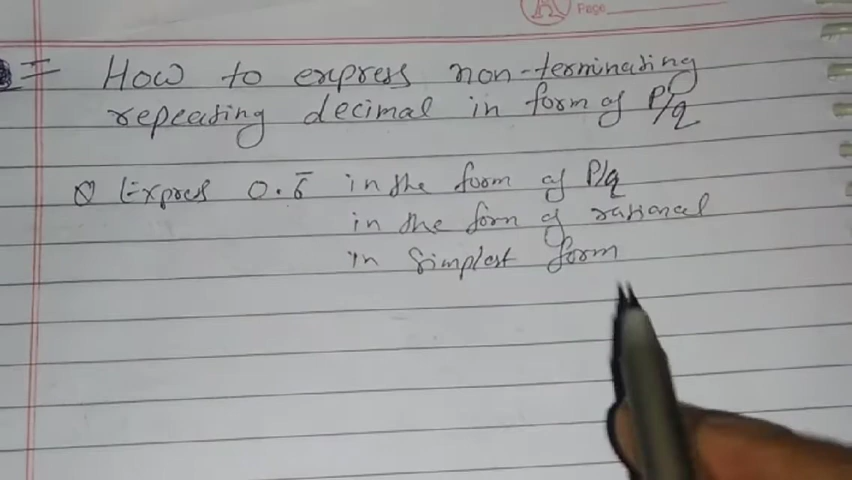 Page
How to express non-terminating
repeating decimal in form of P/q
Q Express 0.6̅ in the form of P/q
in the form of rational
in simplest form